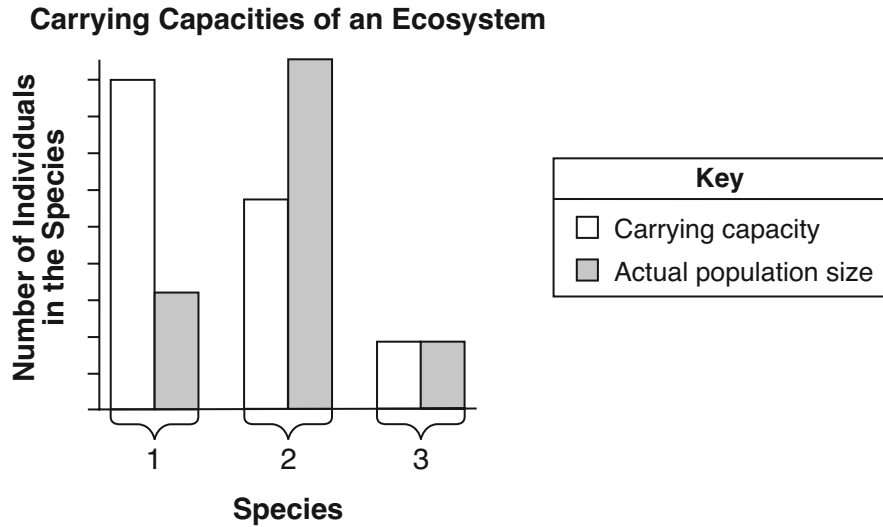 Carrying Capacities of an Ecosystem
Number of Individuals
in the Species
1 2 3
Species
Key
Carrying capacity
Actual population size